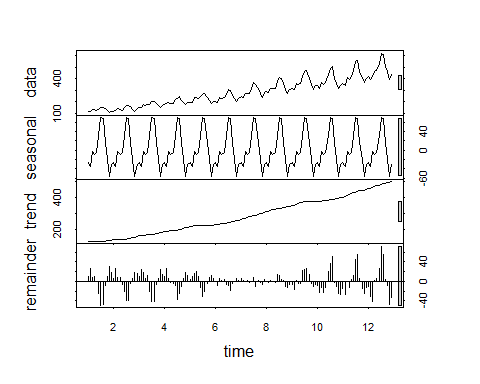 data
100 400
seasonal
-60 0 40
trend
200 400
remainder
-40 0 40
2 4 6 8 10 12
time